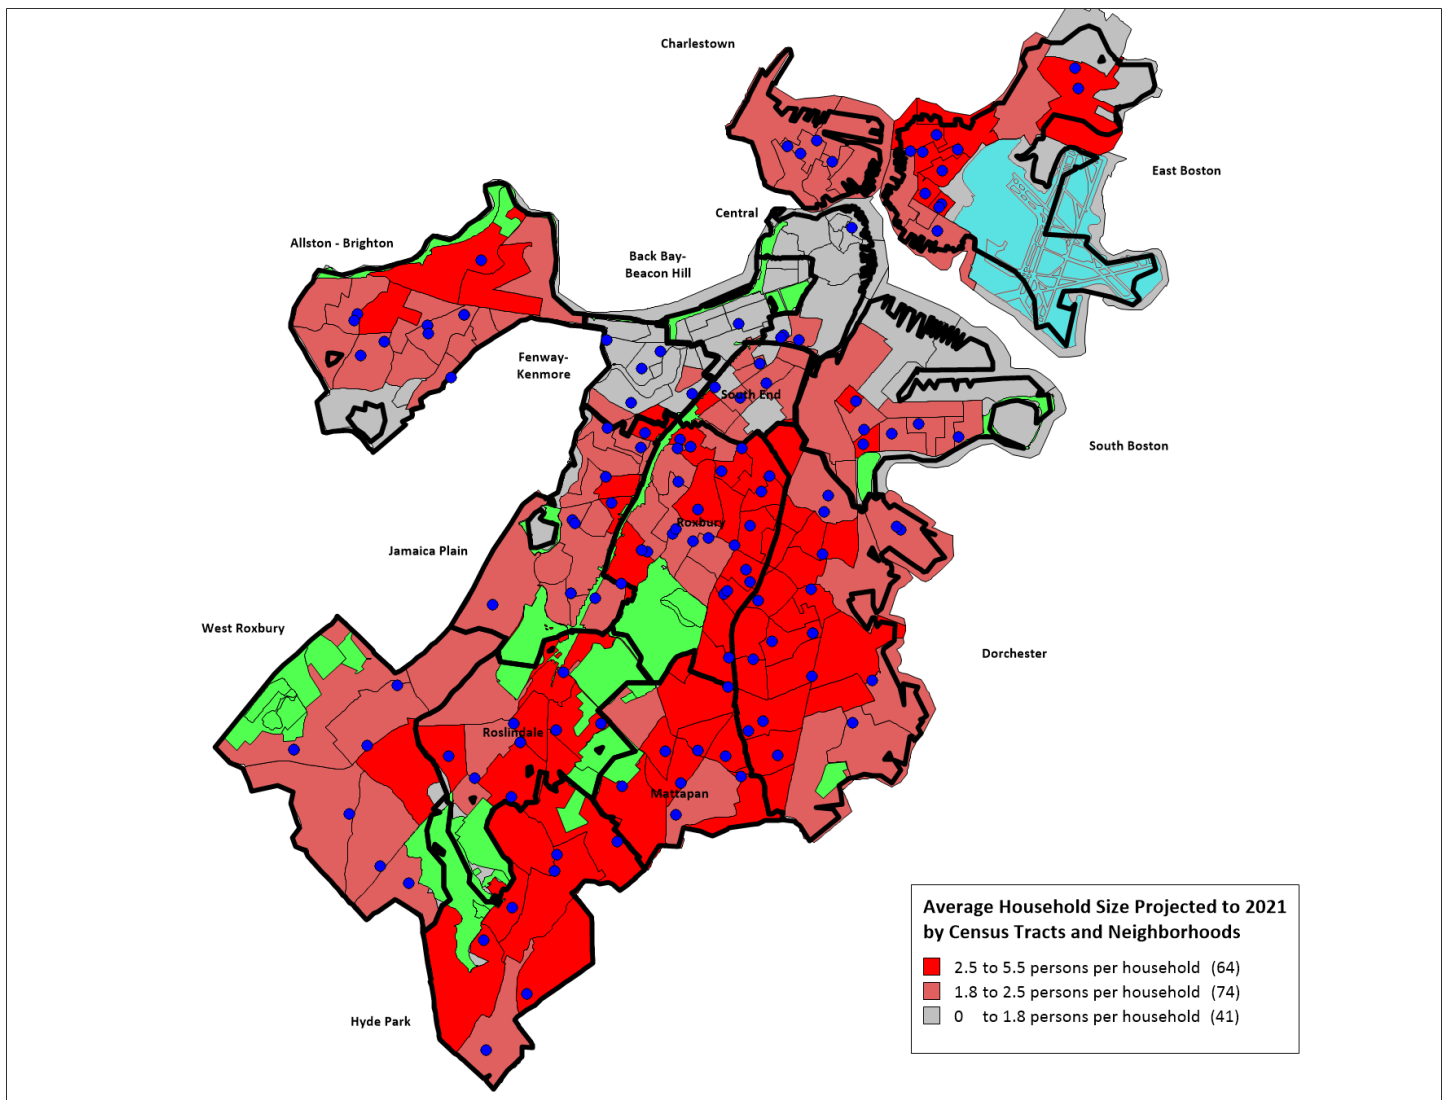 Charlestown
East Boston
Central
Allston - Brighton
Back Bay-
Beacon Hill
Fenway-
Kenmore
South End
South Boston
Roxbury
Jamaica Plain
West Roxbury
Dorchester
Roslindale
Mattapan
Hyde Park
Average Household Size Projected to 2021
by Census Tracts and Neighborhoods
2.5 to 5.5 persons per household (64)
1.8 to 2.5 persons per household (74)
0 to 1.8 persons per household (41)